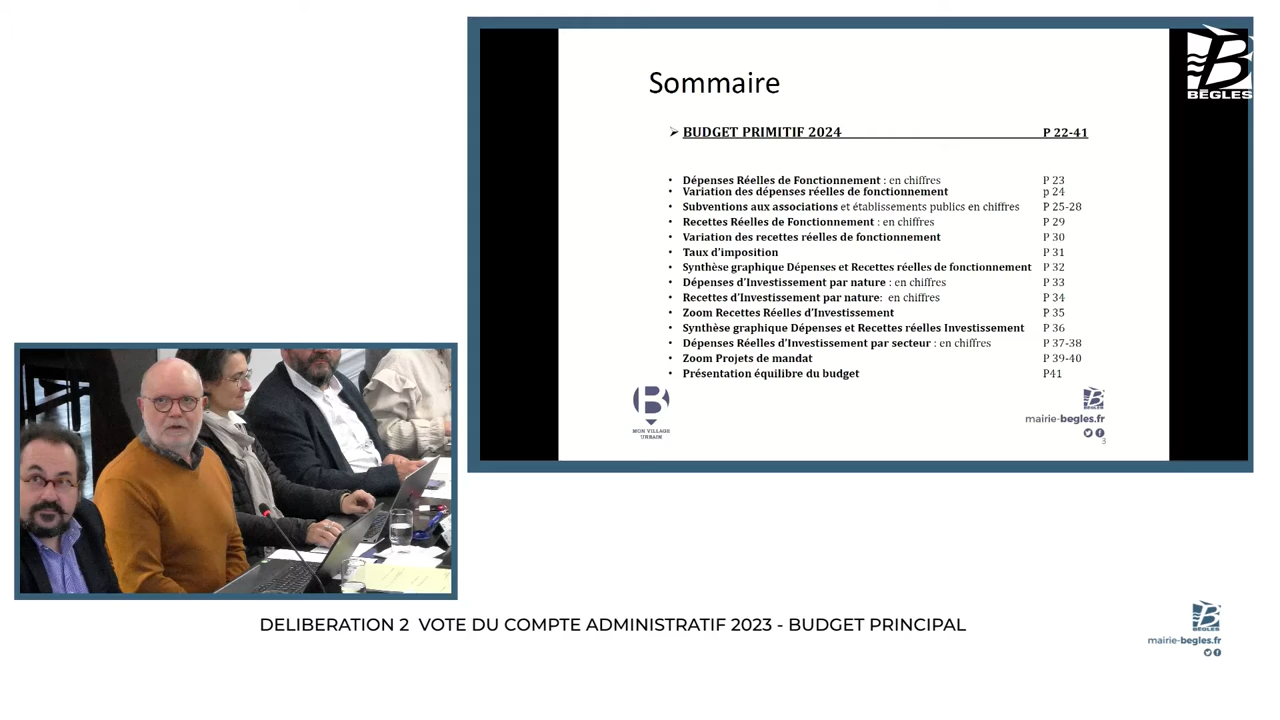 Sommaire
➢ BUDGET PRIMITIF 2024 P 22-41
• Dépenses Réelles de Fonctionnement : en chiffres P 23
• Variation des dépenses réelles de fonctionnement p 24
• Subventions aux associations et établissements publics en chiffres P 25-28
• Recettes Réelles de Fonctionnement : en chiffres P 29
• Variation des recettes réelles de fonctionnement P 30
• Taux d'imposition P 31
• Synthèse graphique Dépenses et Recettes réelles de fonctionnement P 32
• Dépenses d'Investissement par nature : en chiffres P 33
• Recettes d'Investissement par nature: en chiffres P 34
• Zoom Recettes Réelles d'Investissement P 35
• Synthèse graphique Dépenses et Recettes réelles Investissement P 36
• Dépenses Réelles d'Investissement par secteur : en chiffres P 37-38
• Zoom Projets de mandat P 39-40
• Présentation équilibre du budget P41
B
MON VILLAGE
URBAIN
B
mairie-begles.fr
3
B
BEGLES
DELIBERATION 2 VOTE DU COMPTE ADMINISTRATIF 2023 - BUDGET PRINCIPAL
B
BEGLES
mairie-begles.fr